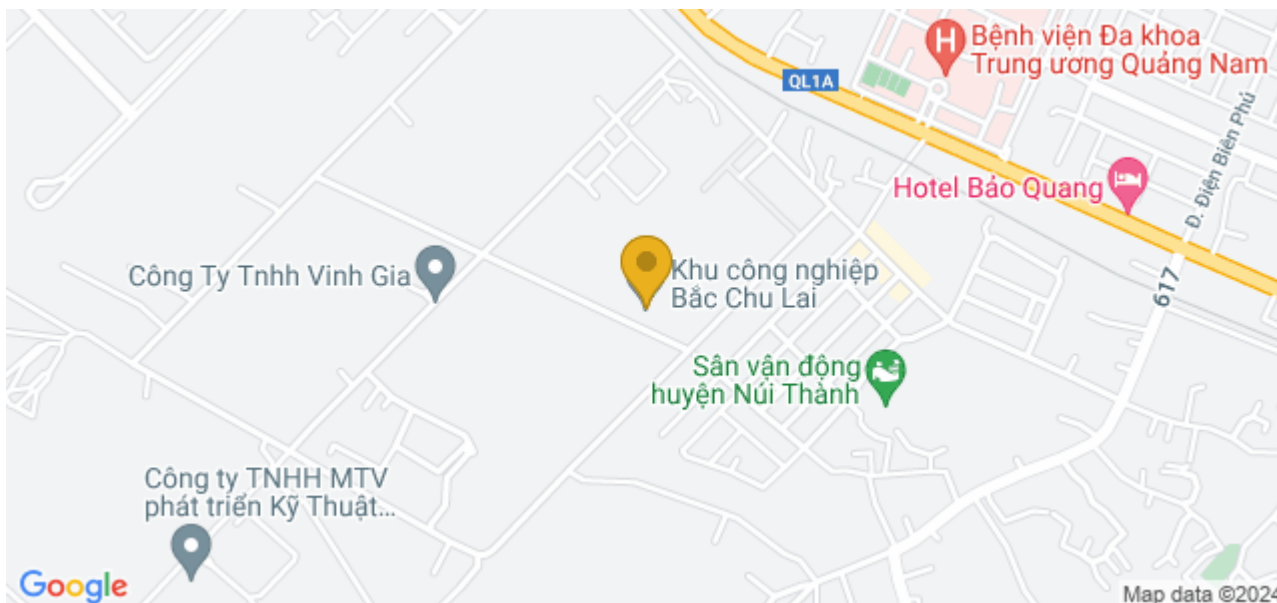 Bệnh viện Đa khoa
Trung ương Quảng Nam
QL1A
Đ. Điện Biên Phủ
Hotel Bảo Quang
617
Công Ty Tnhh Vinh Gia
Khu công nghiệp
Bắc Chu Lai
Sân vận động
huyện Núi Thành
Công ty TNHH MTV
phát triển Kỹ Thuật...
Google
Map data ©2024